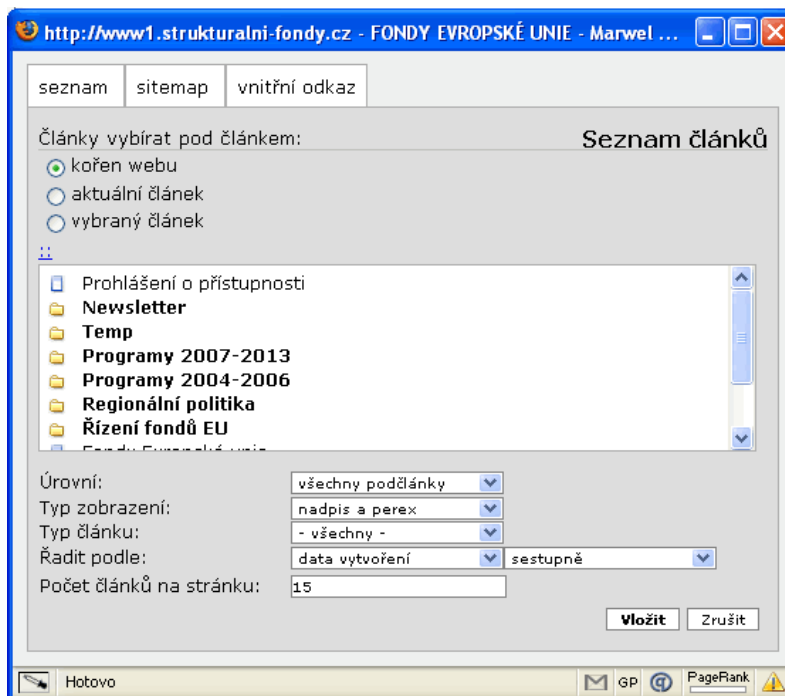 http://www1.strukturalni-fondy.cz - FONDY EVROPSKÉ UNIE - Marwel ...
seznam sitemap vnitřní odkaz
Články vybírat pod článkem: Seznam článků
kořen webu
aktuální článek
vybraný článek
::
Prohlášení o přístupnosti
Newsletter
Temp
Programy 2007-2013
Programy 2004-2006
Regionální politika
Řízení fondů EU
Fondy Evropské unie
Úrovní: všechny podčlánky
Typ zobrazení: nadpis a perex
Typ článku: - všechny -
Řadit podle: data vytvoření sestupně
Počet článků na stránku: 15
Vložit Zrušit
Hotovo GP PageRank